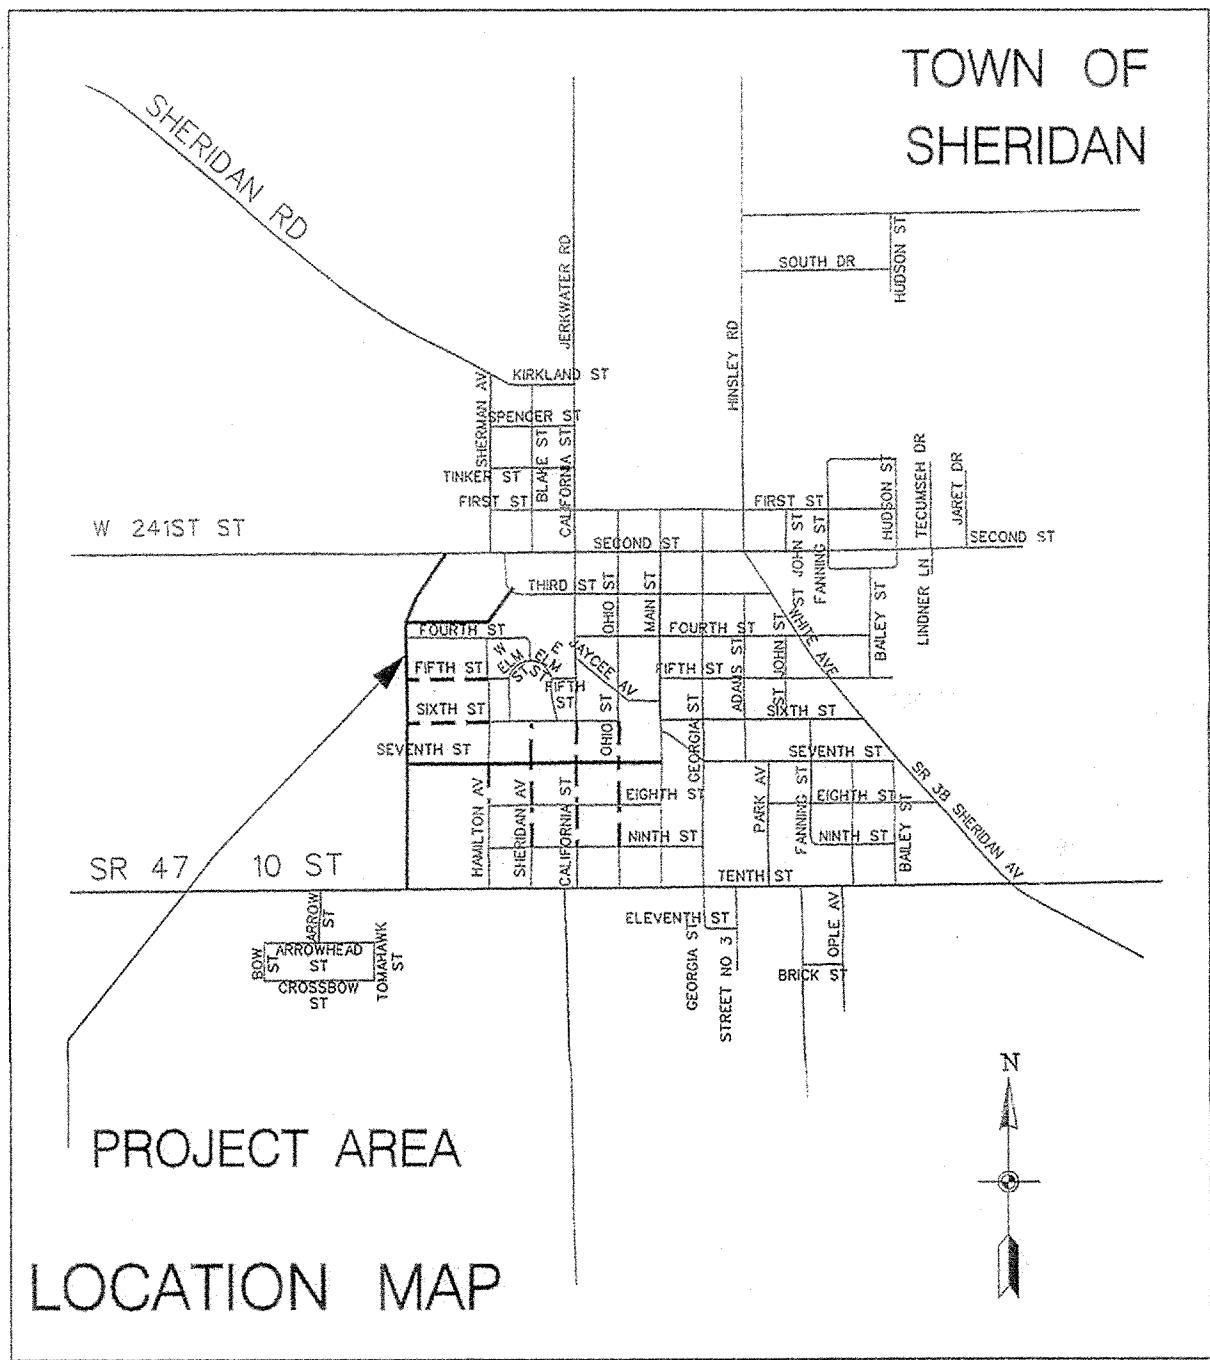 TOWN OF
SHERIDAN
SHERIDAN RD
JERKWATER RD
HINSLEY RD
SOUTH DR
HUDSON ST
KIRKLAND ST
SHERMAN AV
SPENCER ST
BLAKE ST
CALIFORNIA ST
TINKER ST
FIRST ST
FIRST ST
HUDSON ST
TECUMSEH DR
JARET DR
W 241ST ST
SECOND ST
SECOND ST
ST JOHN ST
FANNING ST
LINDNER LN
THIRD ST
OHIO ST
MAIN ST
BAILEY ST
WHITE AVE
FOURTH ST
FOURTH ST
W
ELM
ST
E
ELM
ST
JAYCEE AV
ADAMS ST
ST JOHN ST
FIFTH ST
FIFTH
ST
FIFTH ST
SIXTH ST
SIXTH ST
OHIO ST
GEORGIA ST
SEVENTH ST
SEVENTH ST
SR 38 SHERIDAN AV
HAMILTON AV
SHERIDAN AV
CALIFORNIA ST
EIGHTH ST
EIGHTH ST
PARK AV
FANNING ST
BAILEY ST
NINTH ST
NINTH ST
SR 47 10 ST
TENTH ST
ARROW
ST
ELEVENTH ST
GEORGIA ST
STREET NO 3
OPLE AV
BRICK ST
BOW
ST
ARROWHEAD
ST
TOMAHAWK
ST
CROSSBOW
ST
N
PROJECT AREA
LOCATION MAP